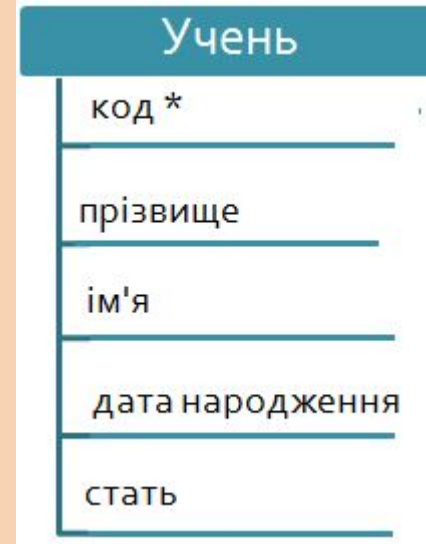 Учень
код *
прізвище
ім'я
дата народження
стать